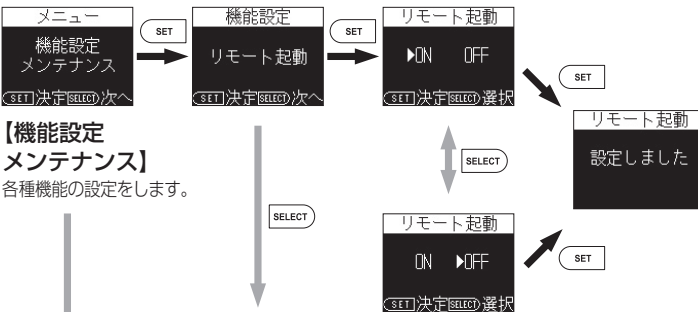 メニュー
機能設定
メンテナンス
SET 決定 SELECT 次へ
SET
機能設定
リモート起動
SET 決定 SELECT 次へ
SET
リモート起動
▶ON OFF
SET 決定 SELECT 選択
SET
リモート起動
設定しました
【機能設定
メンテナンス】
各種機能の設定をします。
SELECT
SELECT
リモート起動
ON ▶OFF
SET 決定 SELECT 選択
SET